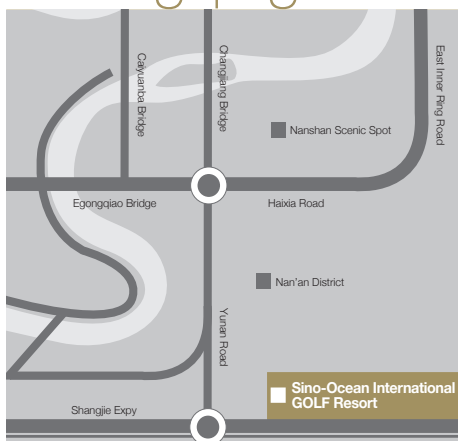 Caiyuanba Bridge
Changjiang Bridge
East Inner Ring Road
Nanshan Scenic Spot
Egongqiao Bridge
Haixia Road
Nan'an District
Yunan Road
Sino-Ocean International
GOLF Resort
Shangjie Expy